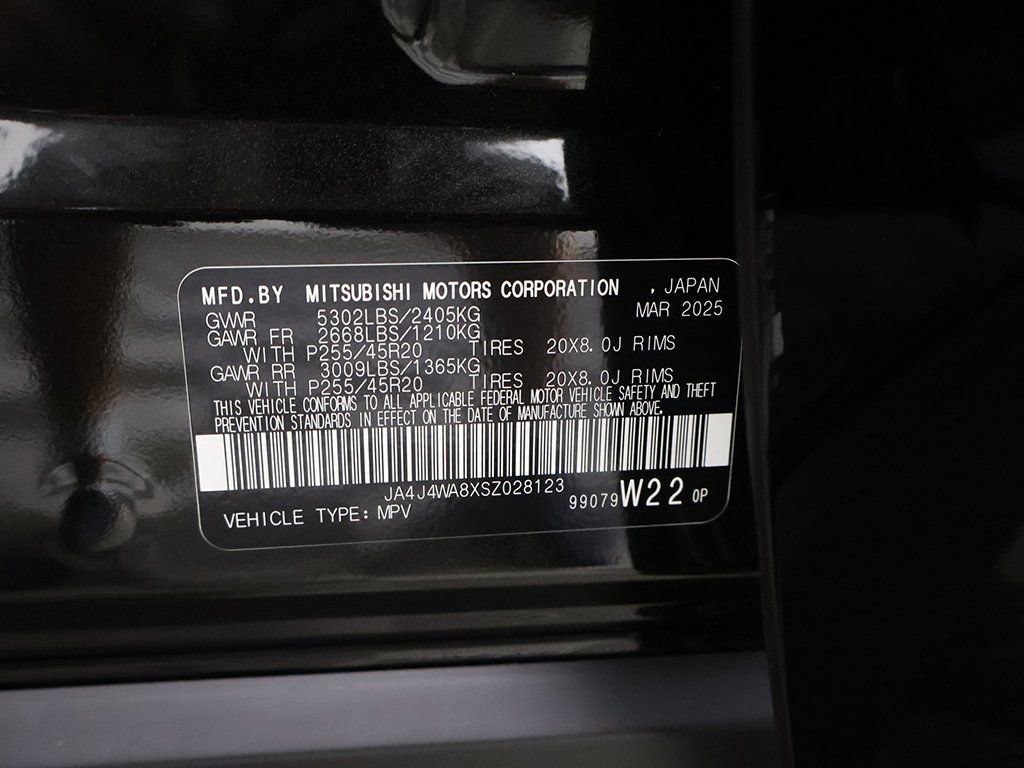 MFD.BY MITSUBISHI MOTORS CORPORATION , JAPAN
MAR 2025
GVWR 5302LBS/2405KG
GAWR FR 2668LBS/1210KG
WITH P255/45R20 TIRES 20X8.0J RIMS
GAWR RR 3009LBS/1365KG
WITH P255/45R20 TIRES 20X8.0J RIMS
THIS VEHICLE CONFORMS TO ALL APPLICABLE FEDERAL MOTOR VEHICLE SAFETY AND THEFT
PREVENTION STANDARDS IN EFFECT ON THE DATE OF MANUFACTURE SHOWN ABOVE.
JA4J4WA8XSZ028123
99079 W22 OP
VEHICLE TYPE: MPV